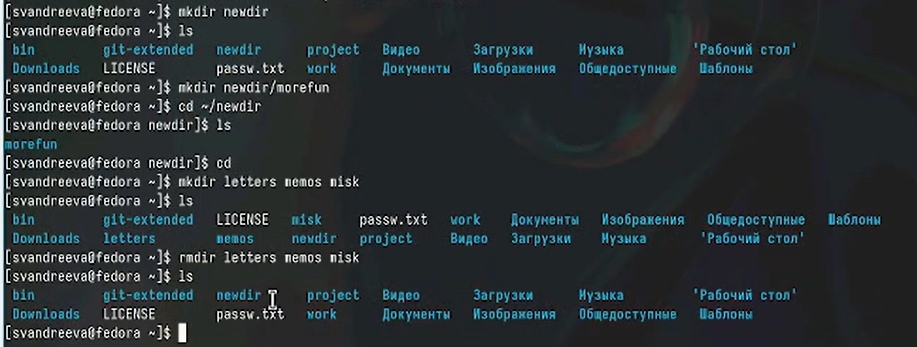 [svandreeva@fedora ~]$ mkdir newdir
[svandreeva@fedora ~]$ ls
bin git-extended newdir project Видео Загрузки Музыка 'Рабочий стол'
Downloads LICENSE passw.txt work Документы Изображения Общедоступные Шаблоны
[svandreeva@fedora ~]$ mkdir newdir/morefun
[svandreeva@fedora ~]$ cd ~/newdir
[svandreeva@fedora newdir]$ ls
morefun
[svandreeva@fedora newdir]$ cd
[svandreeva@fedora ~]$ mkdir letters memos misk
[svandreeva@fedora ~]$ ls
bin git-extended LICENSE misk passw.txt work Документы Изображения Общедоступные Шаблоны
Downloads letters memos newdir project Видео Загрузки Музыка 'Рабочий стол'
[svandreeva@fedora ~]$ rmdir letters memos misk
[svandreeva@fedora ~]$ ls
bin git-extended newdir project Видео Загрузки Музыка 'Рабочий стол'
Downloads LICENSE passw.txt work Документы Изображения Общедоступные Шаблоны
[svandreeva@fedora ~]$